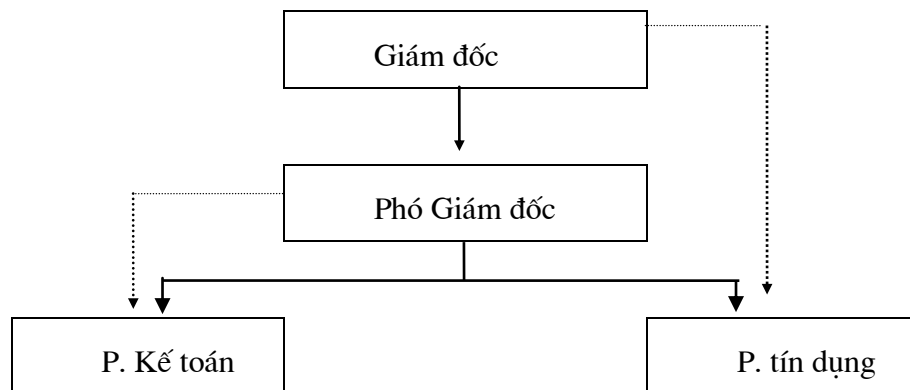 Giám đốc
Phó Giám đốc
P. Kế toán
P. tín dụng